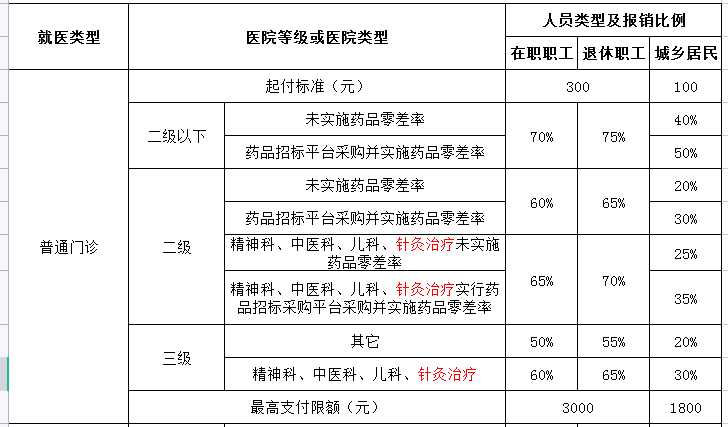 就医类型
医院等级或医院类型
人员类型及报销比例
在职职工 退休职工 城乡居民
普通门诊
起付标准（元） 300 100
二级以下
未实施药品零差率 40%
70% 75%
药品招标平台采购并实施药品零差率 50%
二级
未实施药品零差率 20%
60% 65%
药品招标平台采购并实施药品零差率 30%
精神科、中医科、儿科、针灸治疗未实施
药品零差率
25%
65% 70%
精神科、中医科、儿科、针灸治疗实行药
品招标采购平台采购并实施药品零差率
35%
三级
其它 50% 55% 20%
精神科、中医科、儿科、针灸治疗 60% 65% 30%
最高支付限额（元） 3000 1800